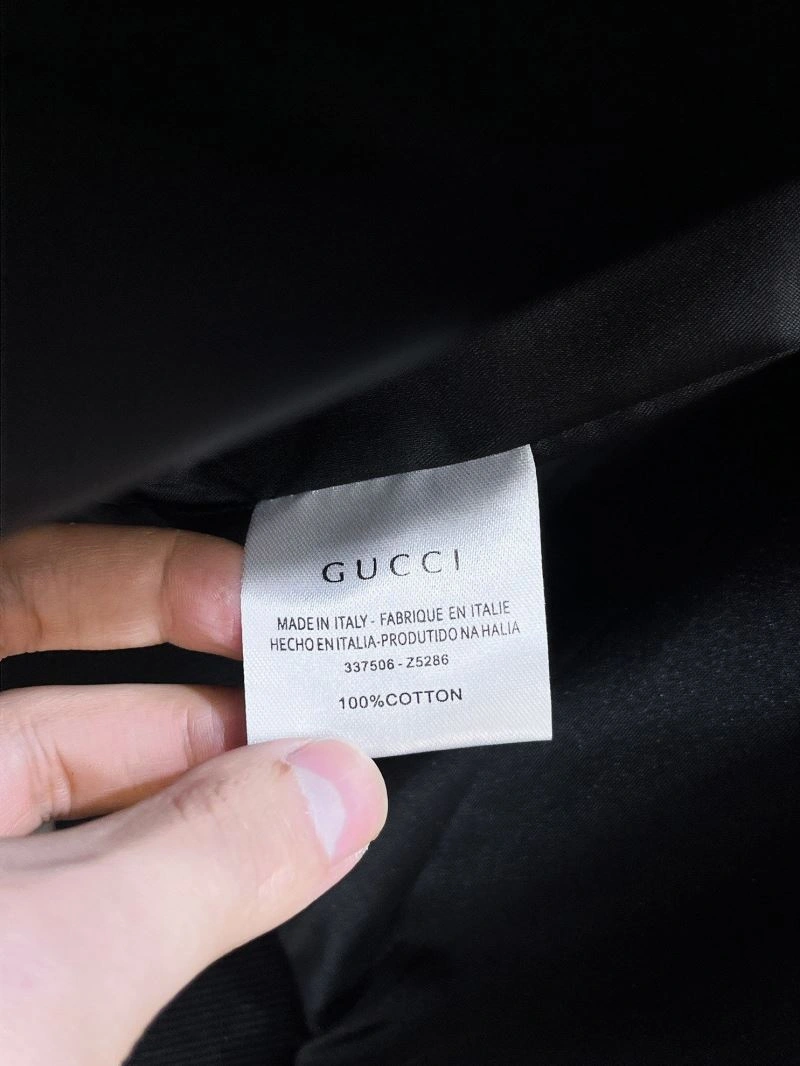 GUCCI
MADE IN ITALY - FABRIQUE EN ITALIE
HECHO EN ITALIA-PRODUTIDO NA HALIA
337506 - Z5286
100%COTTON